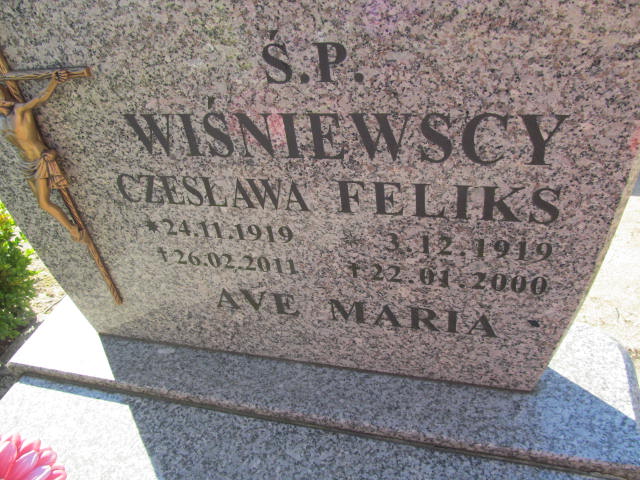 Ś.P.
WIŚNIEWSCY
CZESŁAWA FELIKS
*24.11.1919 * 3.12.1919
†26.02.2011 †22.01.2000
AVE MARIA